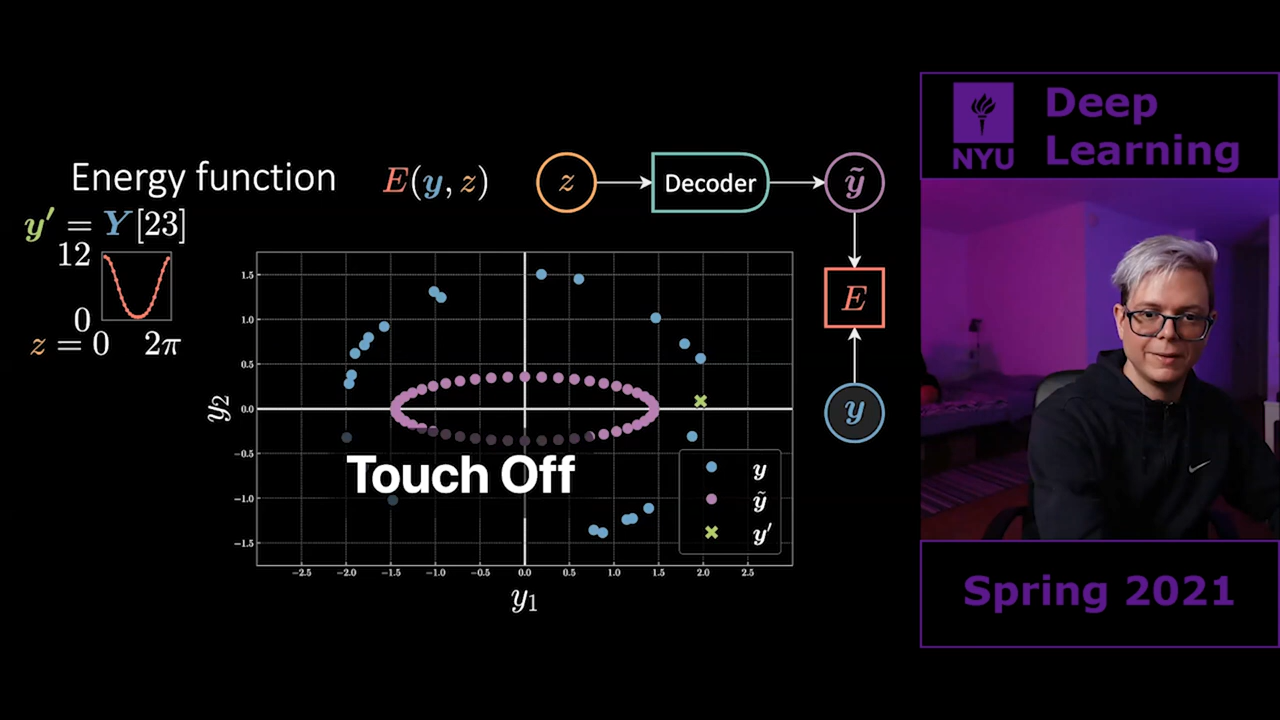 Energy function
E(y, z)
z
Decoder
ỹ
y′ = Y[23]
12
0
z = 0 2π
E
y
y₂
1.5
1.0
0.5
0.0
−0.5
−1.0
−1.5
−2.5 −2.0 −1.5 −1.0 −0.5 0.0 0.5 1.0 1.5 2.0 2.5
y₁
Touch Off
y
ỹ
y′
NYU
Deep
Learning
Spring 2021